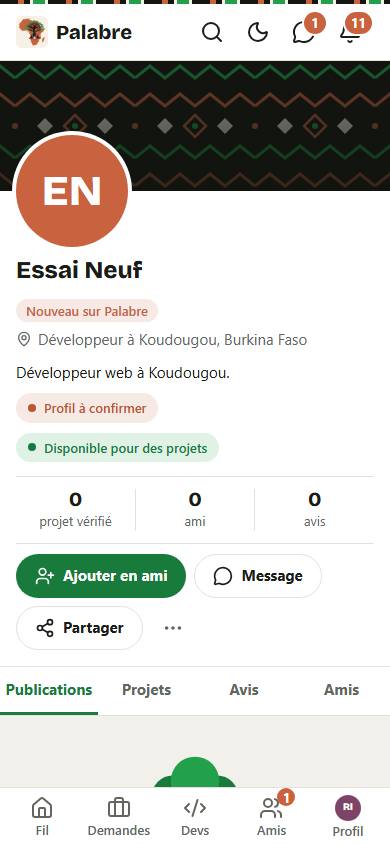 Palabre
1
11
EN
Essai Neuf
Nouveau sur Palabre
Développeur à Koudougou, Burkina Faso
Développeur web à Koudougou.
Profil à confirmer
Disponible pour des projets
0
projet vérifié
0
ami
0
avis
Ajouter en ami
Message
Partager
Publications
Projets
Avis
Amis
Fil
Demandes
Devs
1
Amis
RI
Profil